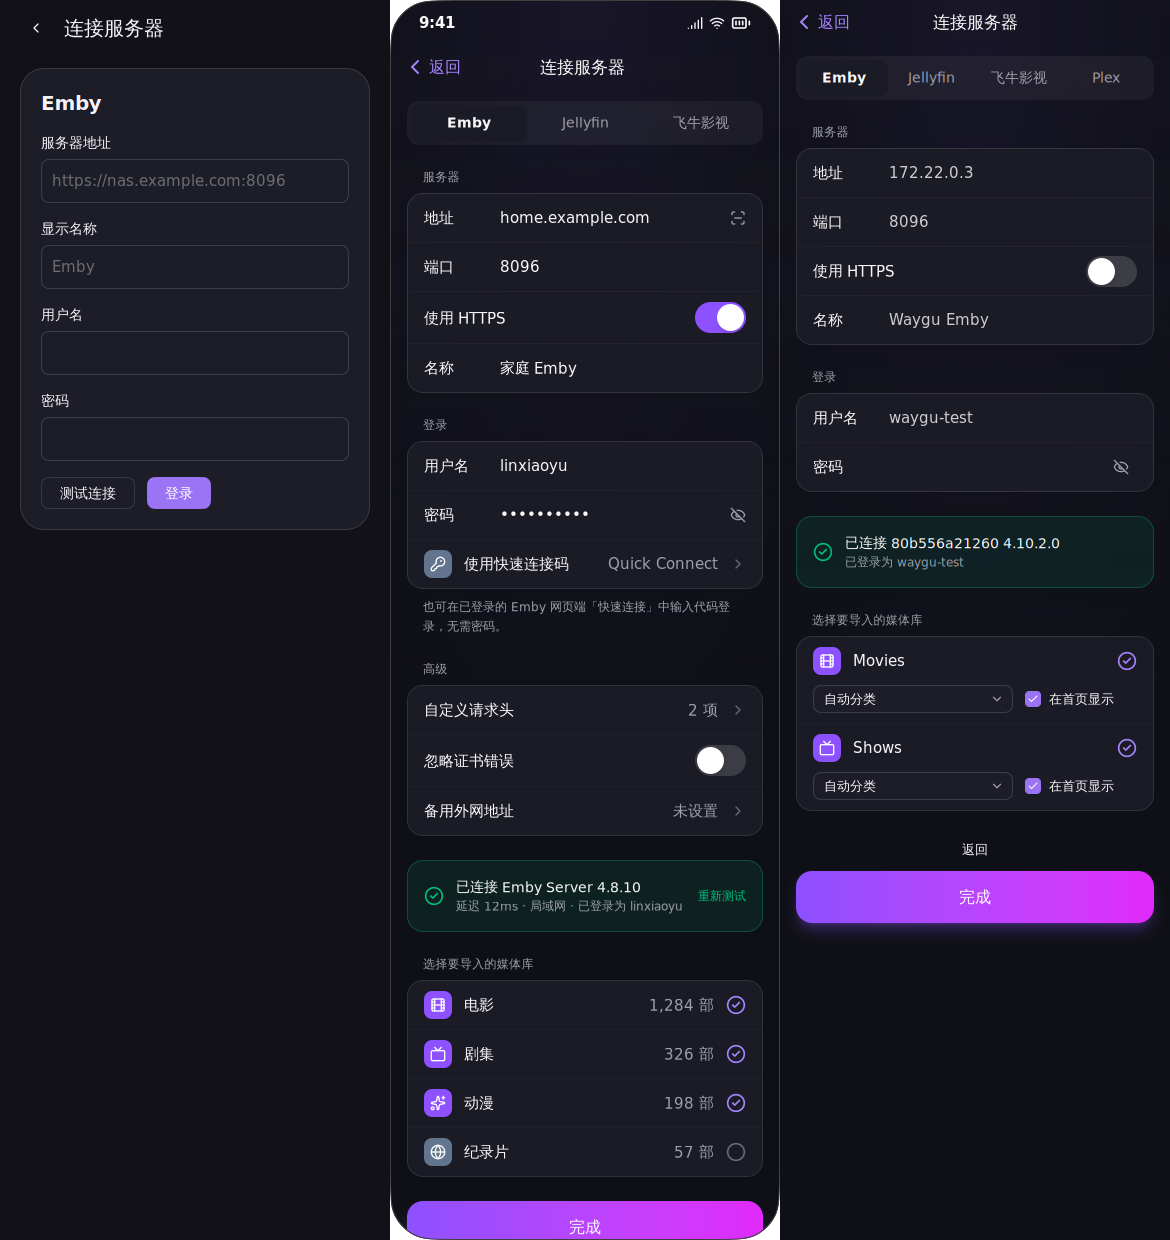 连接服务器
Emby
服务器地址
https://nas.example.com:8096
显示名称
Emby
用户名
密码
测试连接
登录
9:41
返回
连接服务器
Emby
Jellyfin
飞牛影视
服务器
地址
home.example.com
端口
8096
使用 HTTPS
名称
家庭 Emby
登录
用户名
linxiaoyu
密码
••••••••••
使用快速连接码
Quick Connect
也可在已登录的 Emby 网页端「快速连接」中输入代码登
录，无需密码。
高级
自定义请求头
2 项
忽略证书错误
备用外网地址
未设置
已连接 Emby Server 4.8.10
延迟 12ms · 局域网 · 已登录为 linxiaoyu
重新测试
选择要导入的媒体库
电影
1,284 部
剧集
326 部
动漫
198 部
纪录片
57 部
完成
返回
连接服务器
Emby
Jellyfin
飞牛影视
Plex
服务器
地址
172.22.0.3
端口
8096
使用 HTTPS
名称
Waygu Emby
登录
用户名
waygu-test
密码
已连接 80b556a21260 4.10.2.0
已登录为 waygu-test
选择要导入的媒体库
Movies
自动分类
在首页显示
Shows
自动分类
在首页显示
返回
完成